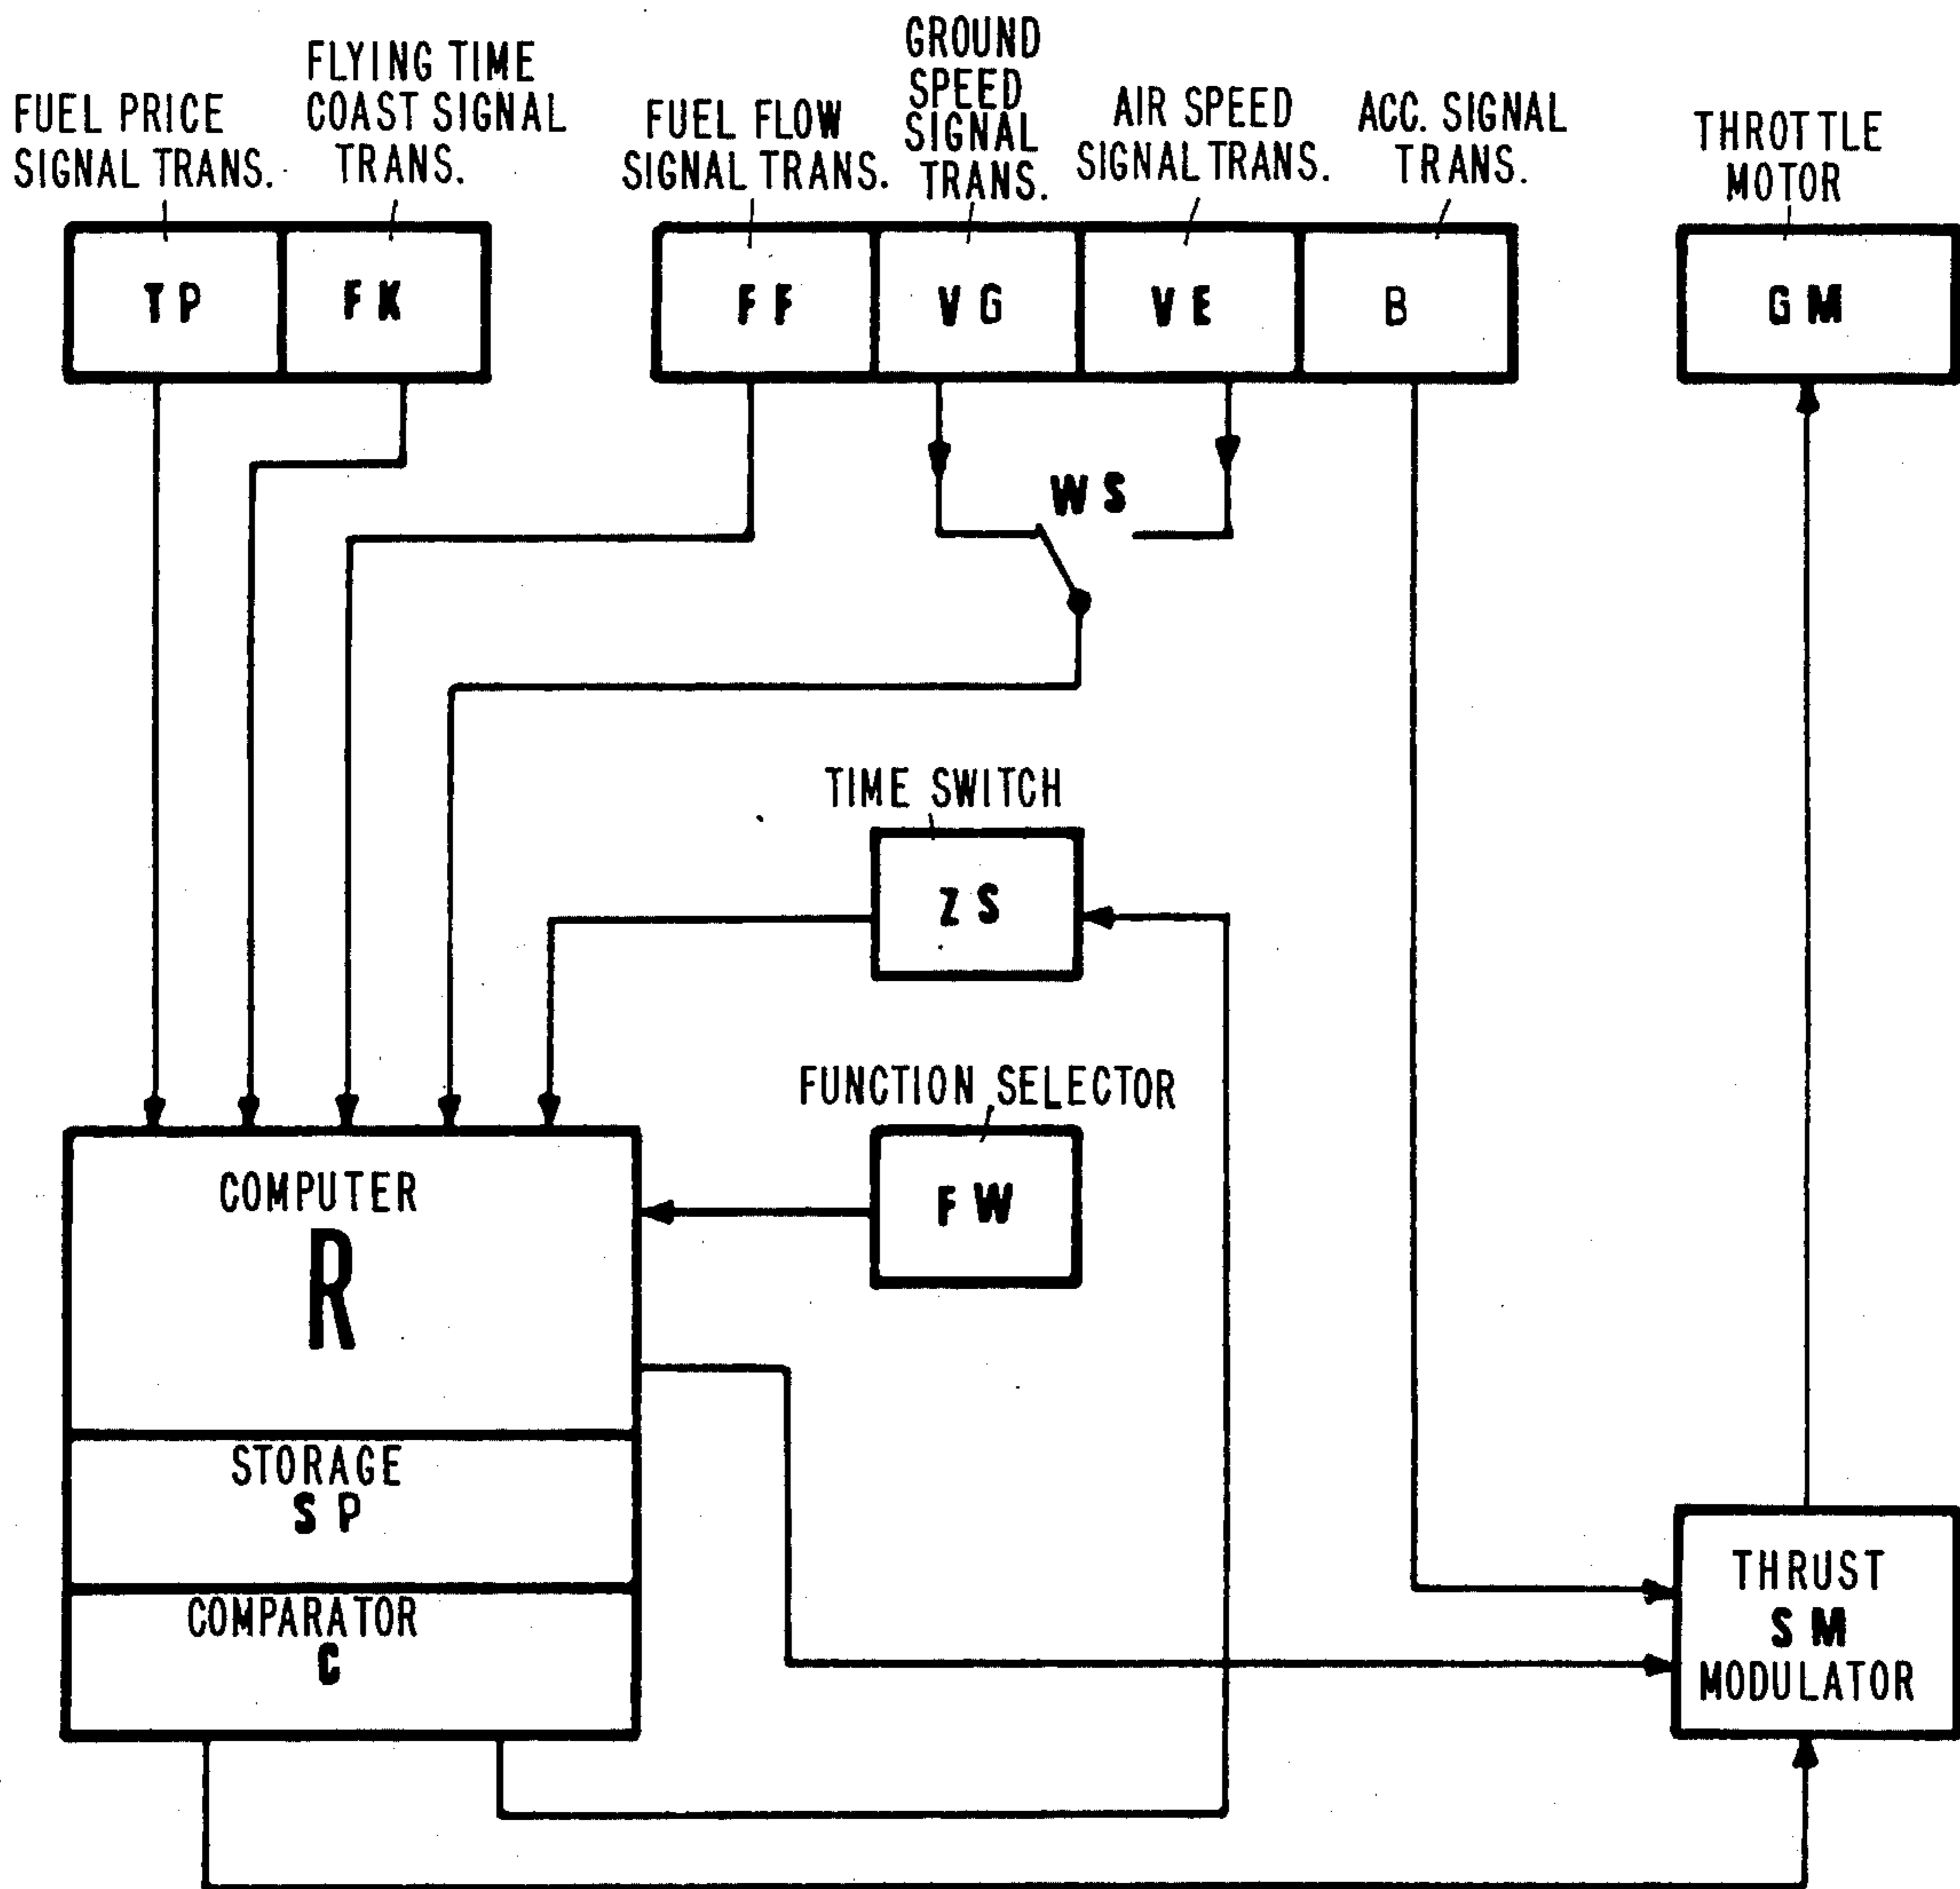 FUEL PRICE
SIGNAL TRANS.
FLYING TIME
COAST SIGNAL
TRANS.
FUEL FLOW
SIGNAL TRANS.
GROUND
SPEED
SIGNAL
TRANS.
AIR SPEED
SIGNAL TRANS.
ACC. SIGNAL
TRANS.
THROTTLE
MOTOR
TP
FK
FF
VG
VE
B
GM
WS
TIME SWITCH
ZS
FUNCTION SELECTOR
FW
COMPUTER
R
STORAGE
SP
COMPARATOR
C
THRUST
SM
MODULATOR